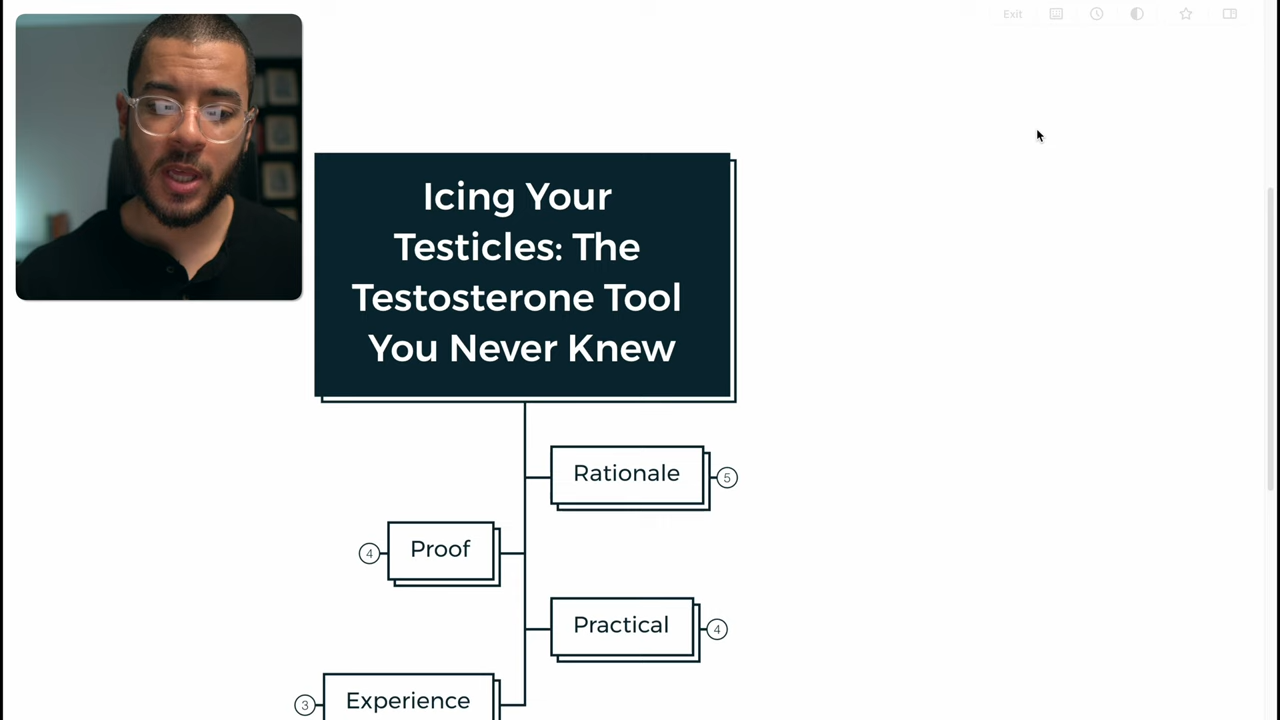 Exit
Icing Your
Testicles: The
Testosterone Tool
You Never Knew
Rationale
5
4
Proof
Practical
4
3
Experience